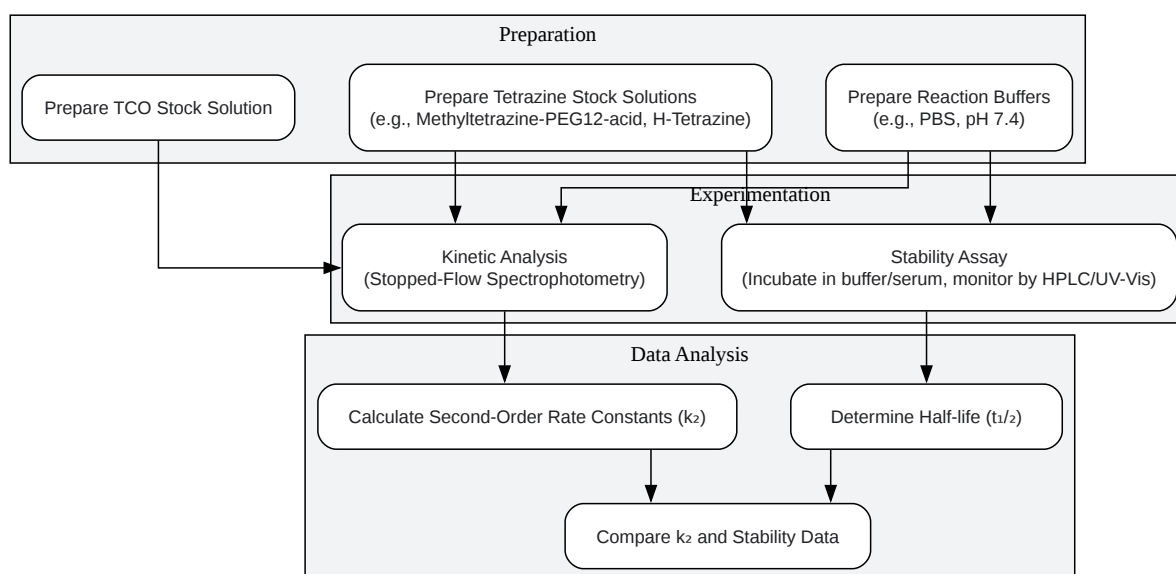 Preparation
Prepare TCO Stock Solution
Prepare Tetrazine Stock Solutions
(e.g., Methyltetrazine-PEG12-acid, H-Tetrazine)
Prepare Reaction Buffers
(e.g., PBS, pH 7.4)
Experimentation
Kinetic Analysis
(Stopped-Flow Spectrophotometry)
Stability Assay
(Incubate in buffer/serum, monitor by HPLC/UV-Vis)
Data Analysis
Calculate Second-Order Rate Constants (k₂)
Determine Half-life (t₁/₂)
Compare k₂ and Stability Data